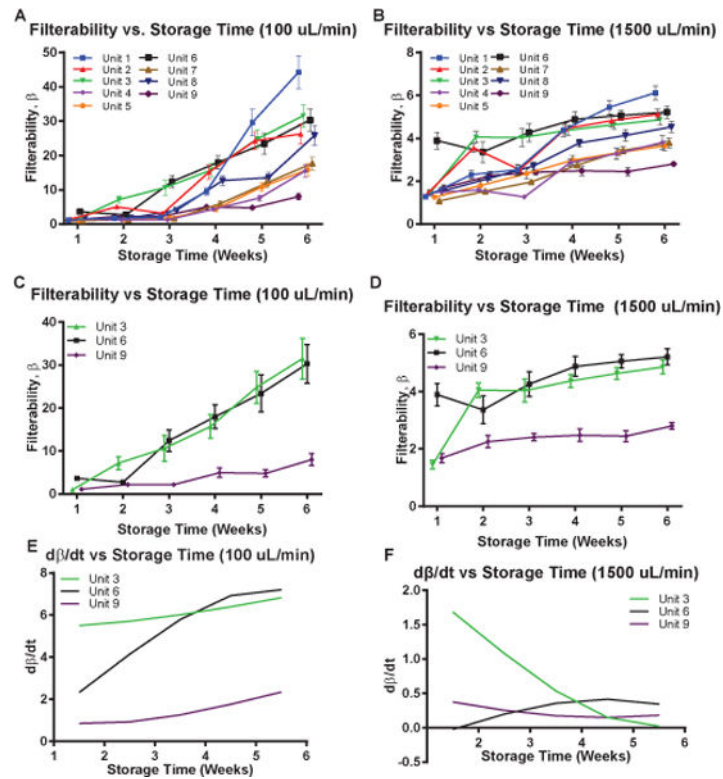 A
Filterability vs. Storage Time (100 uL/min)
Filterability, β
50
40
30
20
10
0
Unit 1
Unit 2
Unit 3
Unit 4
Unit 5
Unit 6
Unit 7
Unit 8
Unit 9
1 2 3 4 5 6
Storage Time (Weeks)
B
Filterability vs Storage Time (1500 uL/min)
Filterability, β
8
6
4
2
0
Unit 1
Unit 2
Unit 3
Unit 4
Unit 5
Unit 6
Unit 7
Unit 8
Unit 9
1 2 3 4 5 6
Storage Time (Weeks)
C
Filterability vs Storage Time (100 uL/min)
Filterability, β
40
30
20
10
0
Unit 3
Unit 6
Unit 9
1 2 3 4 5 6
Storage Time (Weeks)
D
Filterability vs Storage Time (1500 uL/min)
Filterability, β
6
4
2
0
Unit 3
Unit 6
Unit 9
1 2 3 4 5 6
Storage Time (Weeks)
E
dβ/dt vs Storage Time (100 uL/min)
dβ/dt
8
6
4
2
0
Unit 3
Unit 6
Unit 9
1 2 3 4 5 6
Storage Time (Weeks)
F
dβ/dt vs Storage Time (1500 uL/min)
dβ/dt
2.0
1.5
1.0
0.5
0.0
-0.5
Unit 3
Unit 6
Unit 9
2 3 4 5 6
Storage Time (Weeks)